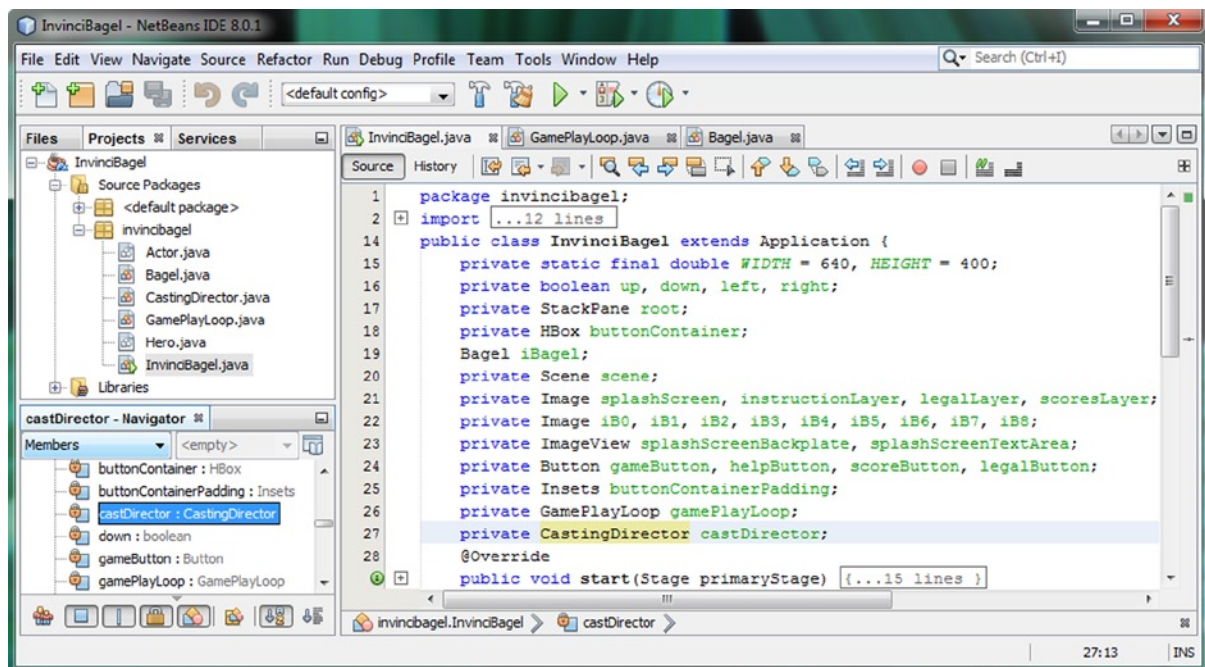 InvinciBagel - NetBeans IDE 8.0.1
File Edit View Navigate Source Refactor Run Debug Profile Team Tools Window Help
Search (Ctrl+I)
<default config>
Files Projects Services
InvinciBagel
Source Packages
<default package>
invincibagel
Actor.java
Bagel.java
CastingDirector.java
GamePlayLoop.java
Hero.java
InvinciBagel.java
Libraries
castDirector - Navigator
Members <empty>
buttonContainer : HBox
buttonContainerPadding : Insets
castDirector : CastingDirector
down : boolean
gameButton : Button
gamePlayLoop : GamePlayLoop
InvinciBagel.java GamePlayLoop.java Bagel.java
Source History
1 package invincibagel;
2 import ...12 lines
14 public class InvinciBagel extends Application {
15 private static final double WIDTH = 640, HEIGHT = 400;
16 private boolean up, down, left, right;
17 private StackPane root;
18 private HBox buttonContainer;
19 Bagel iBagel;
20 private Scene scene;
21 private Image splashScreen, instructionLayer, legalLayer, scoresLayer;
22 private Image iB0, iB1, iB2, iB3, iB4, iB5, iB6, iB7, iB8;
23 private ImageView splashScreenBackplate, splashScreenTextArea;
24 private Button gameButton, helpButton, scoreButton, legalButton;
25 private Insets buttonContainerPadding;
26 private GamePlayLoop gamePlayLoop;
27 private CastingDirector castDirector;
28 @Override
public void start(Stage primaryStage) {...15 lines }
invincibagel.InvinciBagel castDirector
27:13 INS